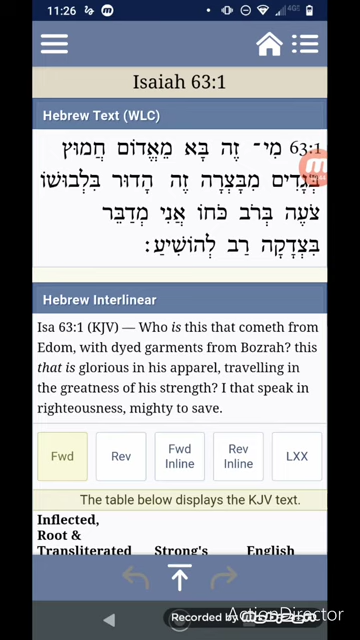 11:26
4G
Isaiah 63:1
Hebrew Text (WLC)
63:1 מִי־ זֶה בָּא מֵאֱדוֹם חֲמוּץ
בְּגָדִים מִבָּצְרָה זֶה הָדוּר בִּלְבוּשׁוֹ
צֹעֶה בְּרֹב כֹּחוֹ אֲנִי מְדַבֵּר
בִּצְדָקָה רַב לְהוֹשִׁיעַ׃
Hebrew Interlinear
Isa 63:1 (KJV) — Who is this that cometh from
Edom, with dyed garments from Bozrah? this
that is glorious in his apparel, travelling in
the greatness of his strength? I that speak in
righteousness, mighty to save.
Fwd
Rev
Fwd
Inline
Rev
Inline
LXX
The table below displays the KJV text.
Inflected,
Root &
Transliterated Strong's English
Recorded by
ActionDirector